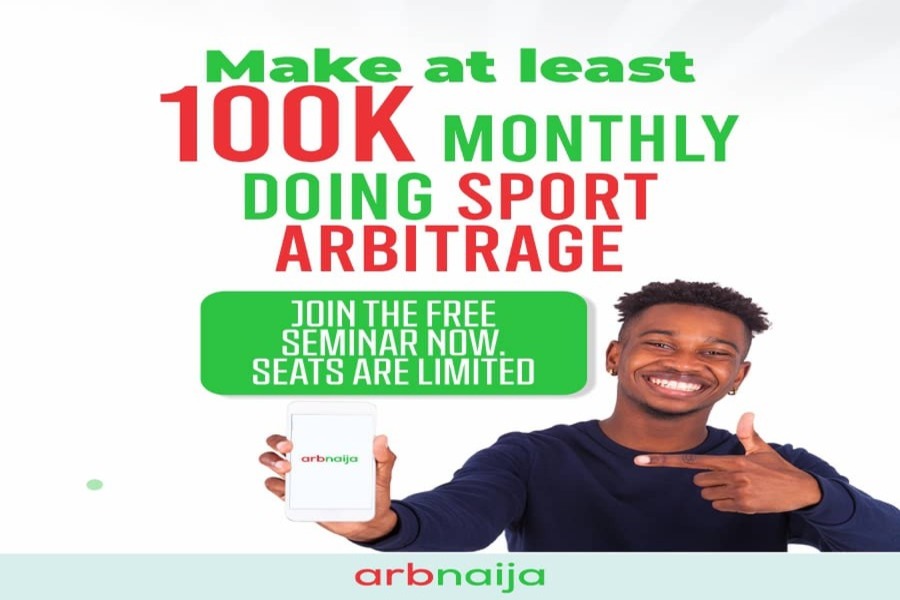 Make at least
100K MONTHLY
DOING SPORT
ARBITRAGE
JOIN THE FREE
SEMINAR NOW.
SEATS ARE LIMITED
arbnaija
arbnaija